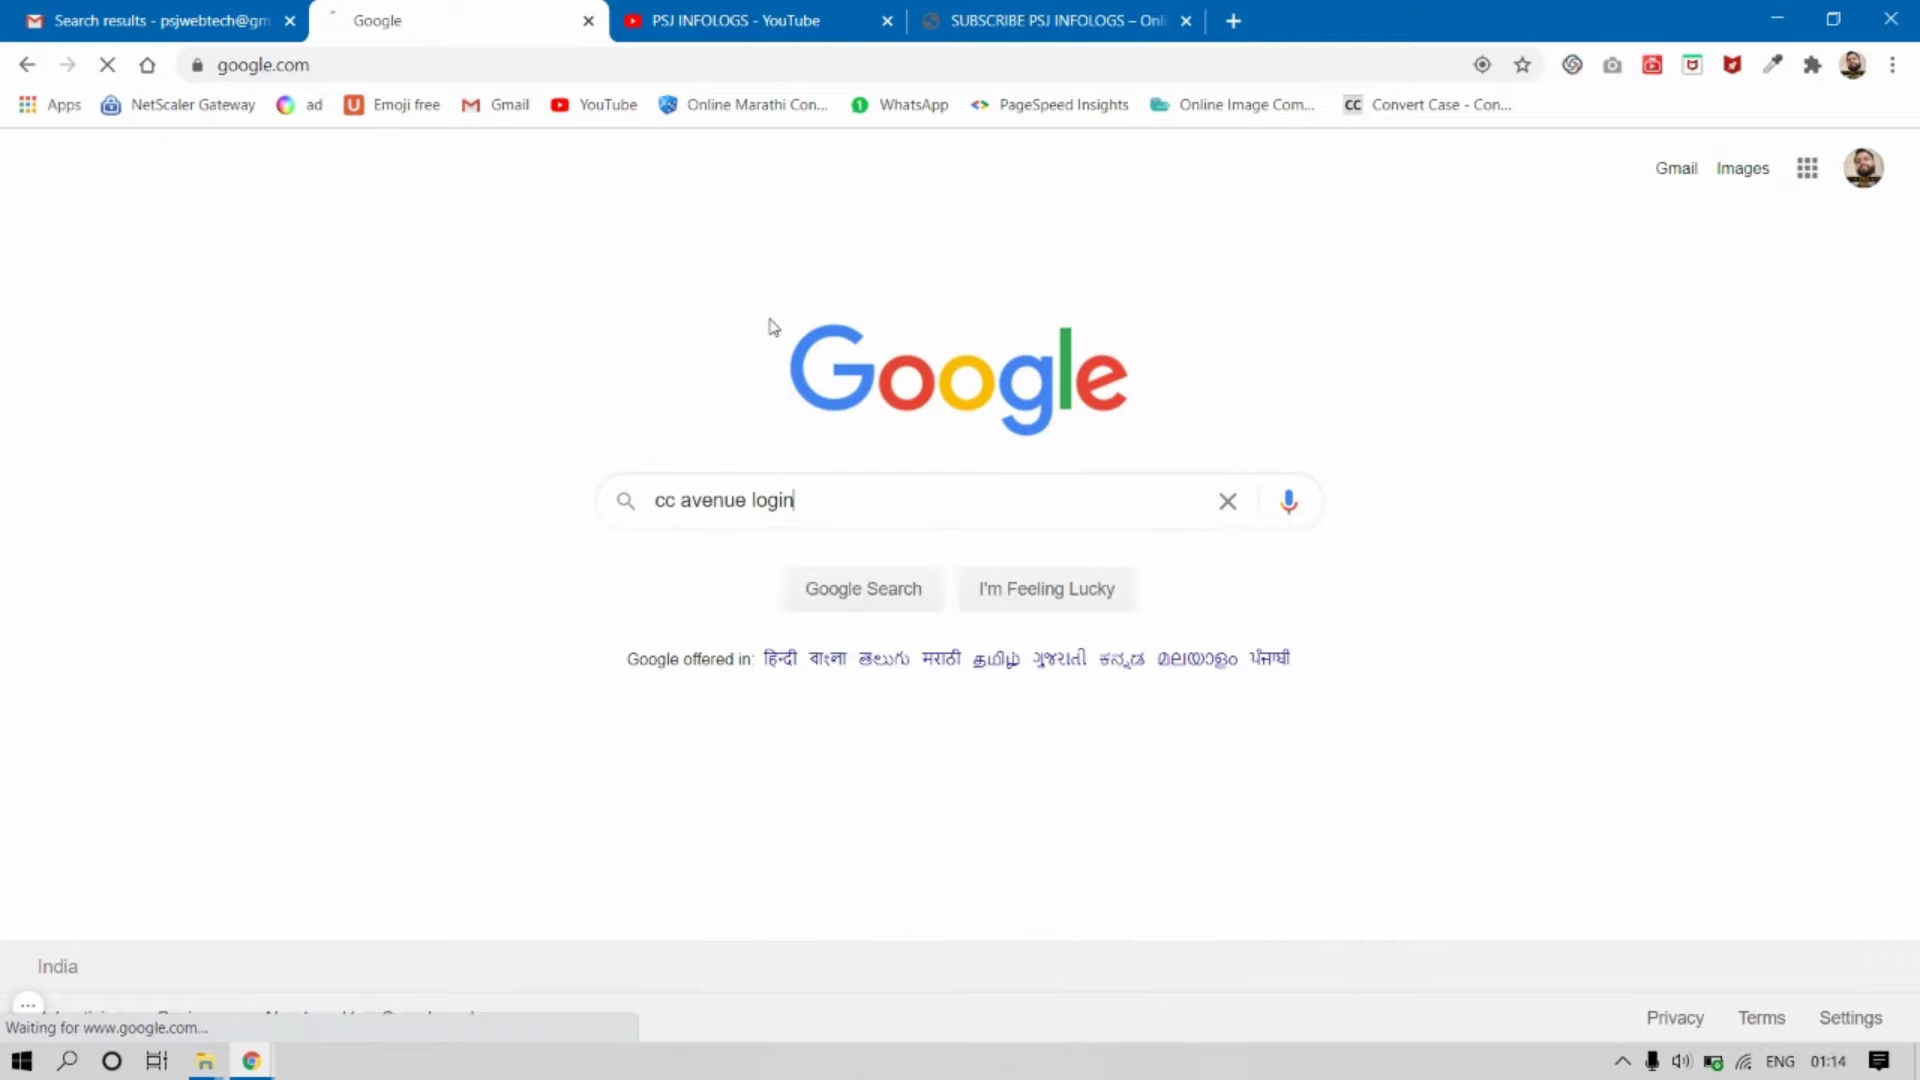 Search results - psjwebtech@gm
Google
PSJ INFOLOGS - YouTube
SUBSCRIBE PSJ INFOLOGS – Onli
google.com
Apps
NetScaler Gateway
ad
Emoji free
Gmail
YouTube
Online Marathi Con...
WhatsApp
PageSpeed Insights
Online Image Com...
CC Convert Case - Con...
Gmail Images
Google
cc avenue login
Google Search
I'm Feeling Lucky
Google offered in: हिन्दी বাংলা తెలుగు मराठी தமிழ் ગુજરાતી ಕನ್ನಡ മലയാളം ਪੰਜਾਬੀ
India
Privacy Terms Settings
Waiting for www.google.com...
ENG 01:14